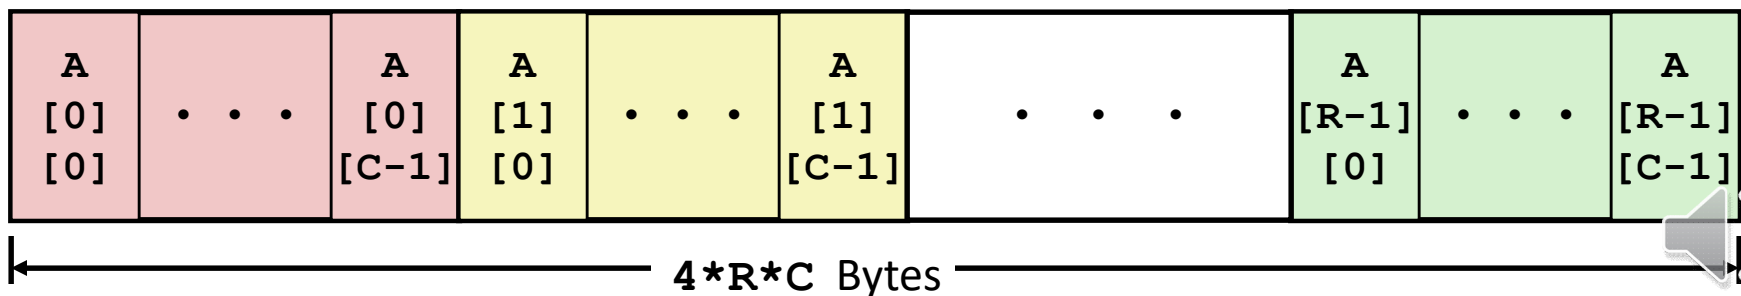 A A A A A A
[0] · · · [0] [1] · · · [1] · · · [R-1] · · · [R-1]
[0] [C-1] [0] [C-1] [0] [C-1]
4*R*C Bytes